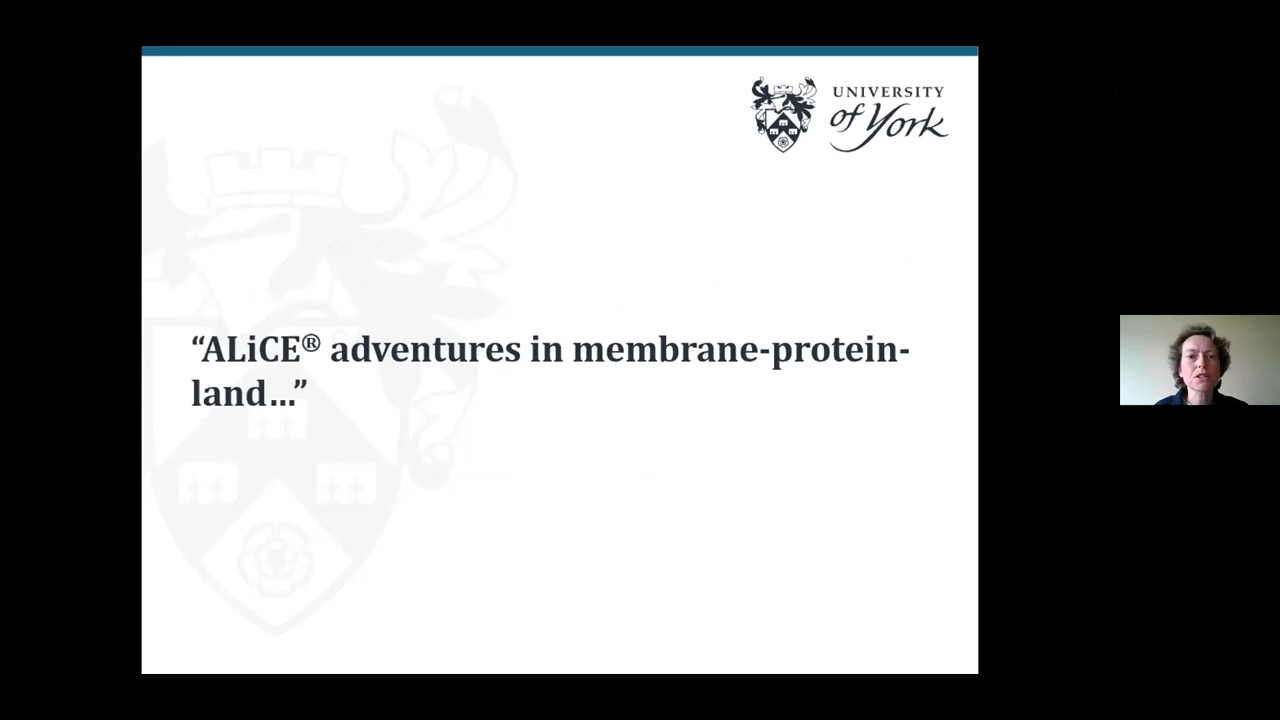 UNIVERSITY
of York
“ALiCE® adventures in membrane-protein-
land…”